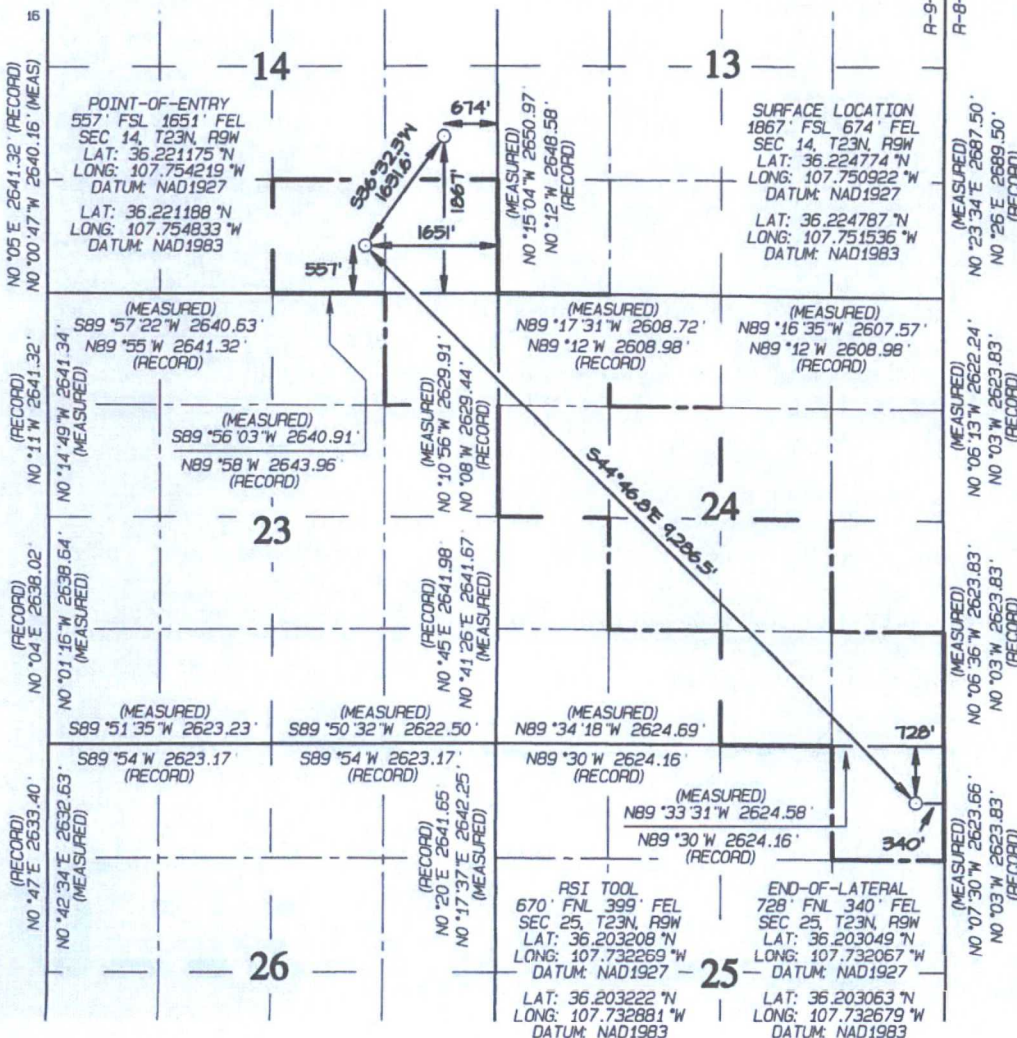 16
R-9-
R-8-
14
13
POINT-OF-ENTRY
557' FSL 1651' FEL
SEC 14, T23N, R9W
LAT: 36.221175 °N
LONG: 107.754219 °W
DATUM: NAD1927
LAT: 36.221188 °N
LONG: 107.754833 °W
DATUM: NAD1983
674'
S36°32.3'W
1631.6'
1867'
1651'
557'
SURFACE LOCATION
1867' FSL 674' FEL
SEC 14, T23N, R9W
LAT: 36.224774 °N
LONG: 107.750922 °W
DATUM: NAD1927
LAT: 36.224787 °N
LONG: 107.751536 °W
DATUM: NAD1983
N0°05'E 2641.32' (RECORD)
N0°00'47"W 2640.16' (MEAS)
(MEASURED)
N0°15'04"W 2650.97'
N0°12'W 2648.58'
(RECORD)
(MEASURED)
N0°23'34"E 2687.50'
N0°26'E 2689.50'
(RECORD)
(MEASURED)
S89°57'22"W 2640.53'
N89°55'W 2641.32'
(RECORD)
(MEASURED)
N89°17'31"W 2608.72'
N89°12'W 2608.98'
(RECORD)
(MEASURED)
N89°16'35"W 2607.57'
N89°12'W 2608.98'
(RECORD)
(RECORD)
N0°11'W 2641.32'
N0°14'49"W 2641.34'
(MEASURED)
(MEASURED)
S89°56'03"W 2640.91'
N89°58'W 2643.96'
(RECORD)
(MEASURED)
N0°10'56"W 2629.91'
N0°08'W 2629.44'
(RECORD)
(MEASURED)
N0°06'13"W 2622.24'
N0°03'W 2623.83'
(RECORD)
S44°46.8'E 9,286.5'
23
24
(RECORD)
N0°04'E 2638.02'
N0°01'16"W 2638.64'
(MEASURED)
(RECORD)
N0°45'E 2641.98'
N0°41'26"E 2641.67'
(MEASURED)
(MEASURED)
N0°06'36"W 2623.83'
N0°03'W 2623.83'
(RECORD)
(MEASURED)
S89°51'35"W 2623.23'
S89°54'W 2623.17'
(RECORD)
(MEASURED)
S89°50'32"W 2622.50'
S89°54'W 2623.17'
(RECORD)
(MEASURED)
N89°34'18"W 2624.69'
N89°30'W 2624.16'
(RECORD)
728'
(MEASURED)
N89°33'31"W 2624.58'
N89°30'W 2624.16'
(RECORD)
340'
(RECORD)
N0°47'E 2633.40'
N0°42'34"E 2632.63'
(MEASURED)
(RECORD)
N0°20'E 2641.65'
N0°17'37"E 2642.25'
(MEASURED)
(MEASURED)
N0°07'30"W 2623.66'
N0°03'W 2623.83'
(RECORD)
RSI TOOL
670' FNL 399' FEL
SEC 25, T23N, R9W
LAT: 36.203208 °N
LONG: 107.732269 °W
DATUM: NAD1927
LAT: 36.203222 °N
LONG: 107.732881 °W
DATUM: NAD1983
END-OF-LATERAL
728' FNL 340' FEL
SEC 25, T23N, R9W
LAT: 36.203049 °N
LONG: 107.732067 °W
DATUM: NAD1927
LAT: 36.203063 °N
LONG: 107.732679 °W
DATUM: NAD1983
26
25